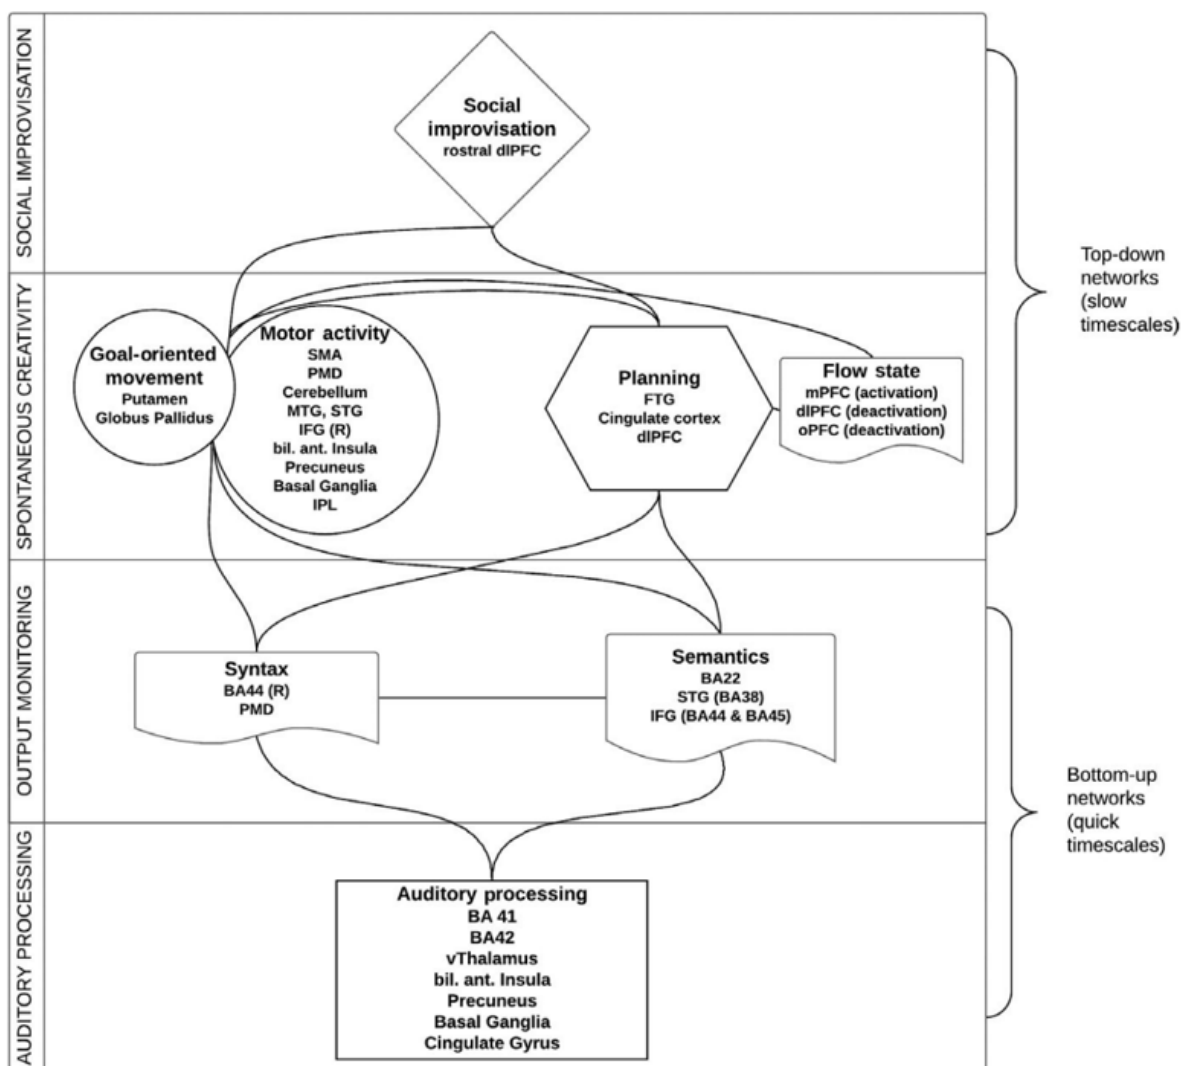 SOCIAL IMPROVISATION
Social
improvisation
rostral dlPFC
SPONTANEOUS CREATIVITY
Goal-oriented
movement
Putamen
Globus Pallidus
Motor activity
SMA
PMD
Cerebellum
MTG, STG
IFG (R)
bil. ant. Insula
Precuneus
Basal Ganglia
IPL
Planning
FTG
Cingulate cortex
dlPFC
Flow state
mPFC (activation)
dlPFC (deactivation)
oPFC (deactivation)
Top-down
networks
(slow
timescales)
OUTPUT MONITORING
Syntax
BA44 (R)
PMD
Semantics
BA22
STG (BA38)
IFG (BA44 & BA45)
AUDITORY PROCESSING
Auditory processing
BA 41
BA42
vThalamus
bil. ant. Insula
Precuneus
Basal Ganglia
Cingulate Gyrus
Bottom-up
networks
(quick
timescales)